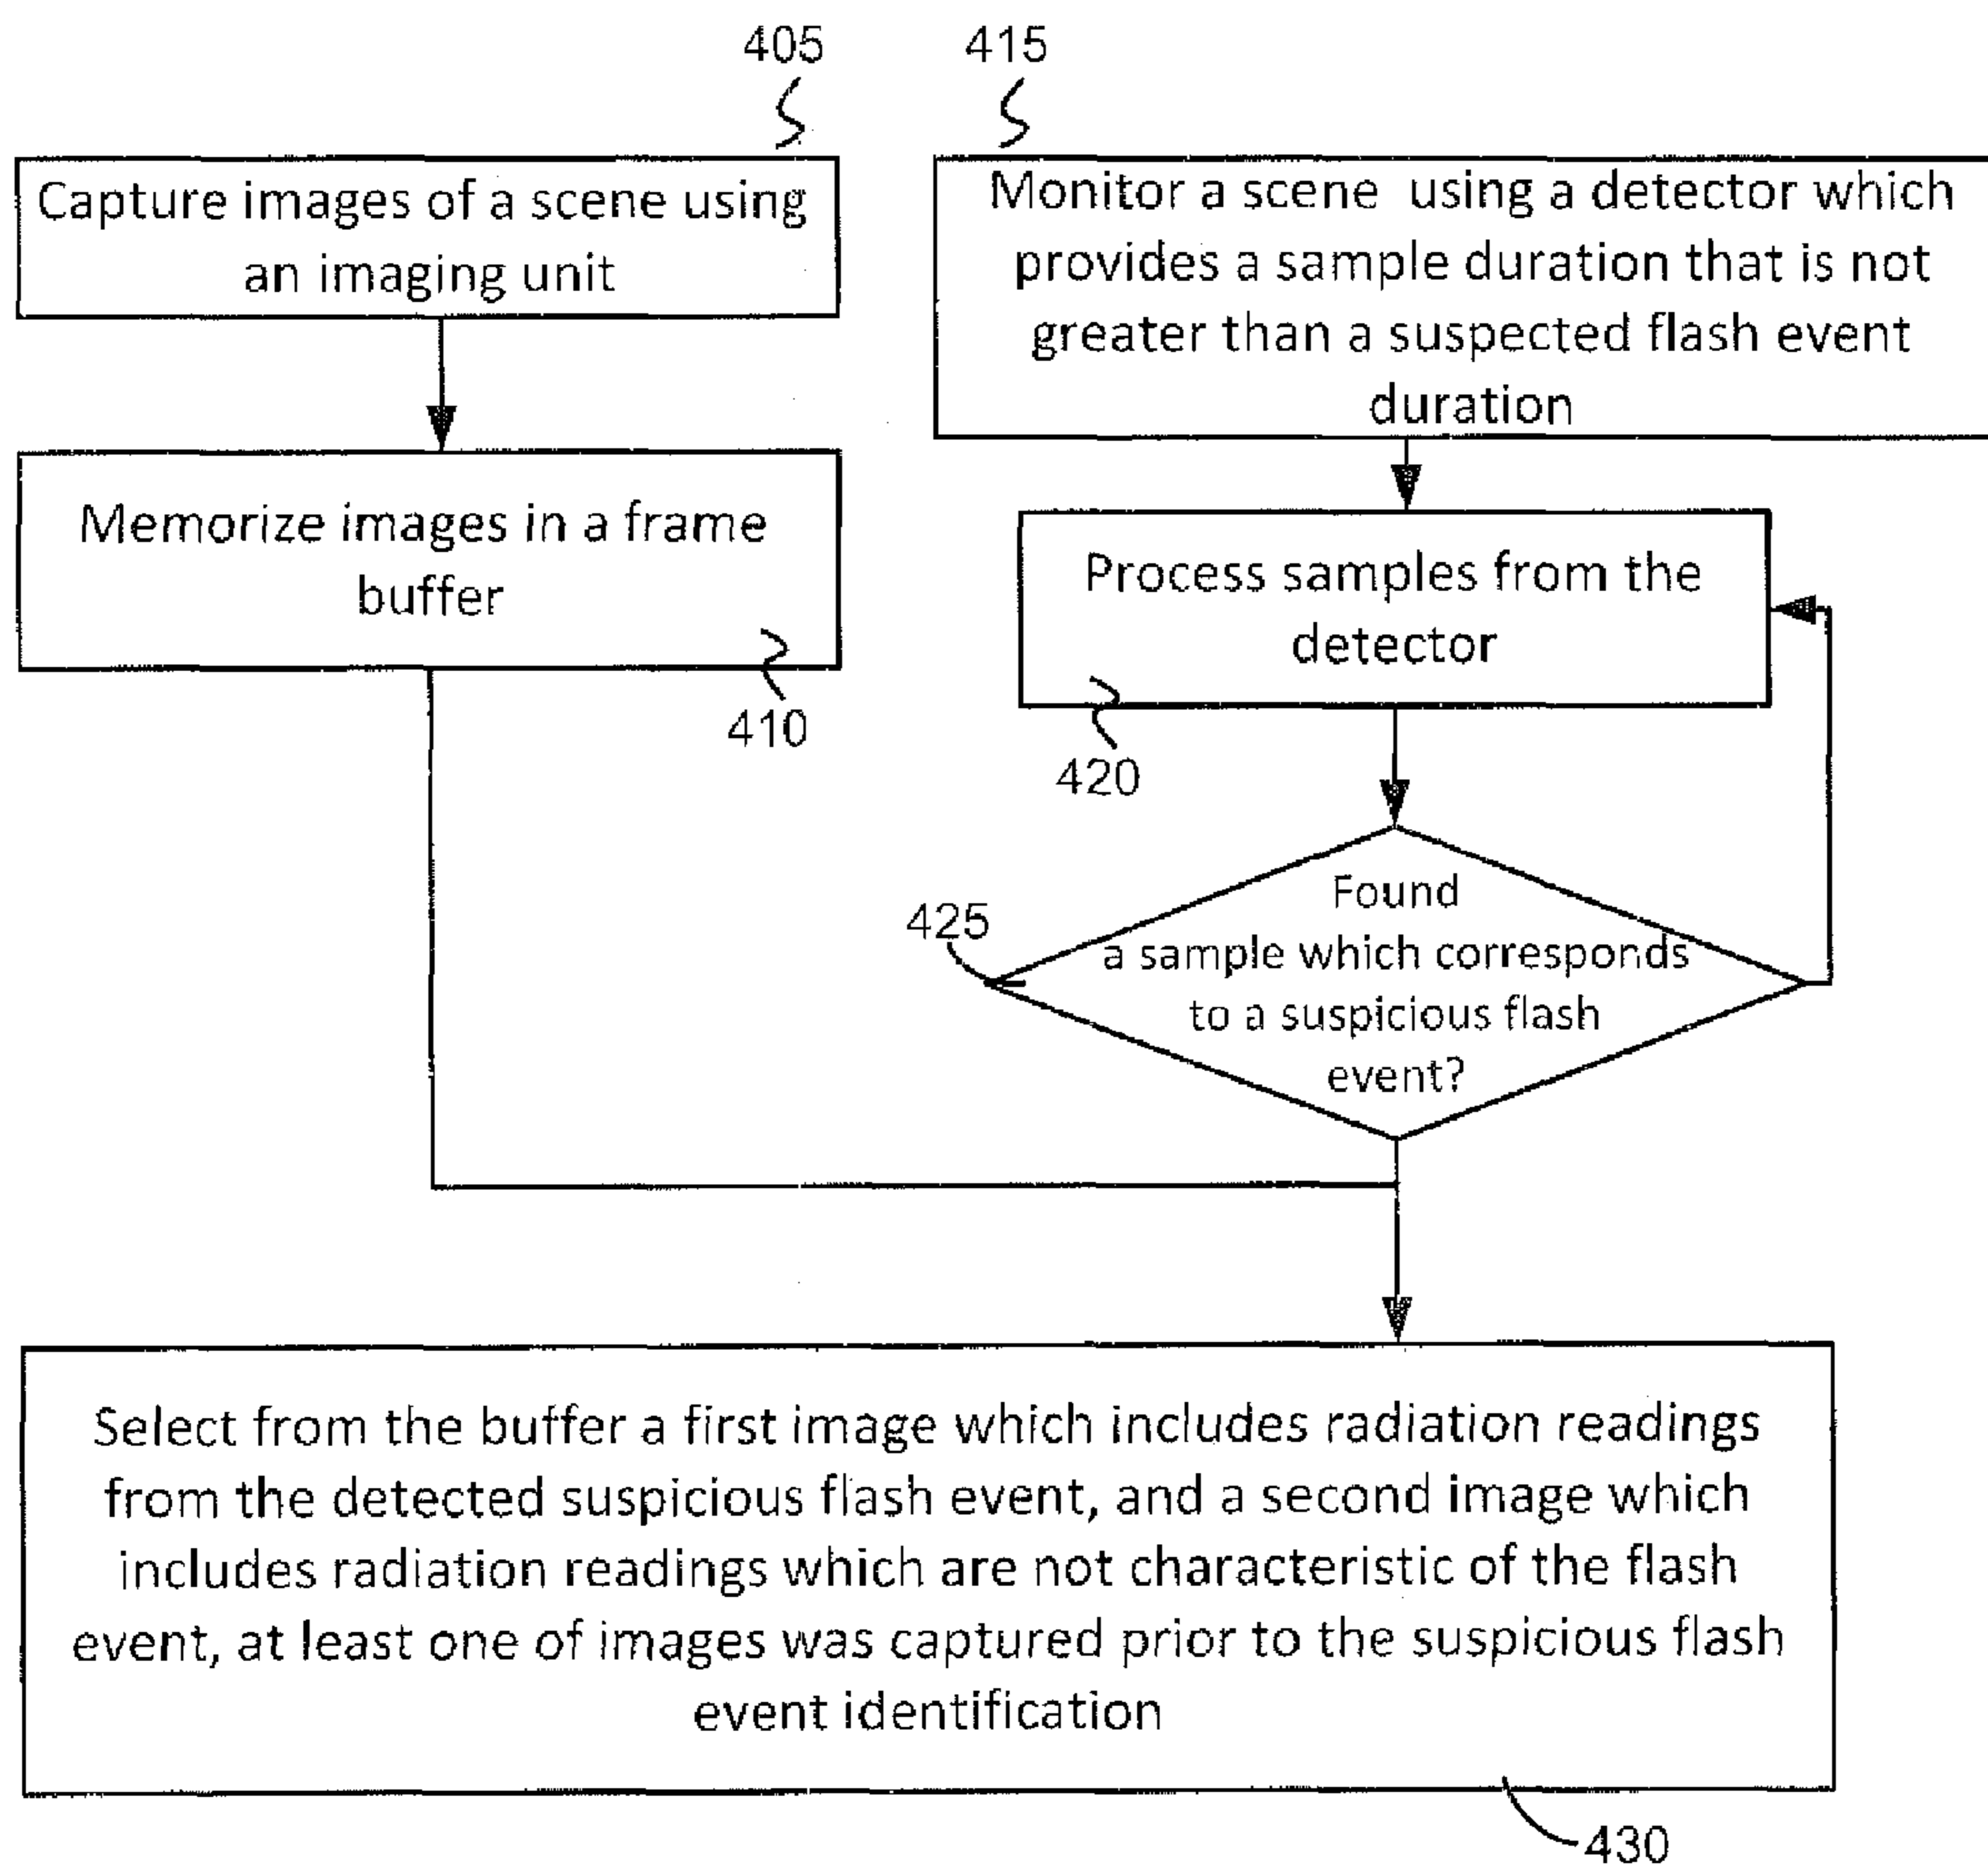 405
415
Capture images of a scene using
an imaging unit
Monitor a scene using a detector which
provides a sample duration that is not
greater than a suspected flash event
duration
Memorize images in a frame
buffer
410
Process samples from the
detector
420
Found
a sample which corresponds
to a suspicious flash
event?
425
Select from the buffer a first image which includes radiation readings
from the detected suspicious flash event, and a second image which
includes radiation readings which are not characteristic of the flash
event, at least one of images was captured prior to the suspicious flash
event identification
430